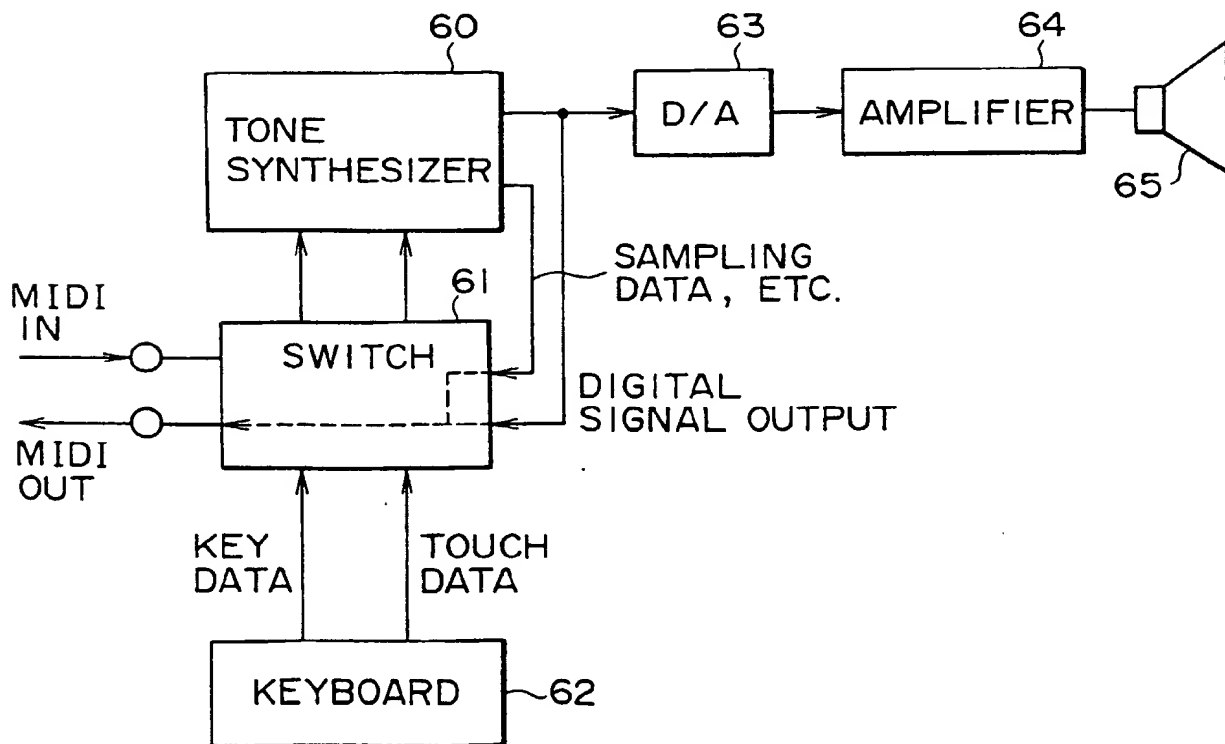 60
63
64
TONE
SYNTHESIZER
D/A
AMPLIFIER
65
SAMPLING
DATA, ETC.
61
MIDI
IN
SWITCH
DIGITAL
SIGNAL OUTPUT
MIDI
OUT
KEY
DATA
TOUCH
DATA
KEYBOARD
62